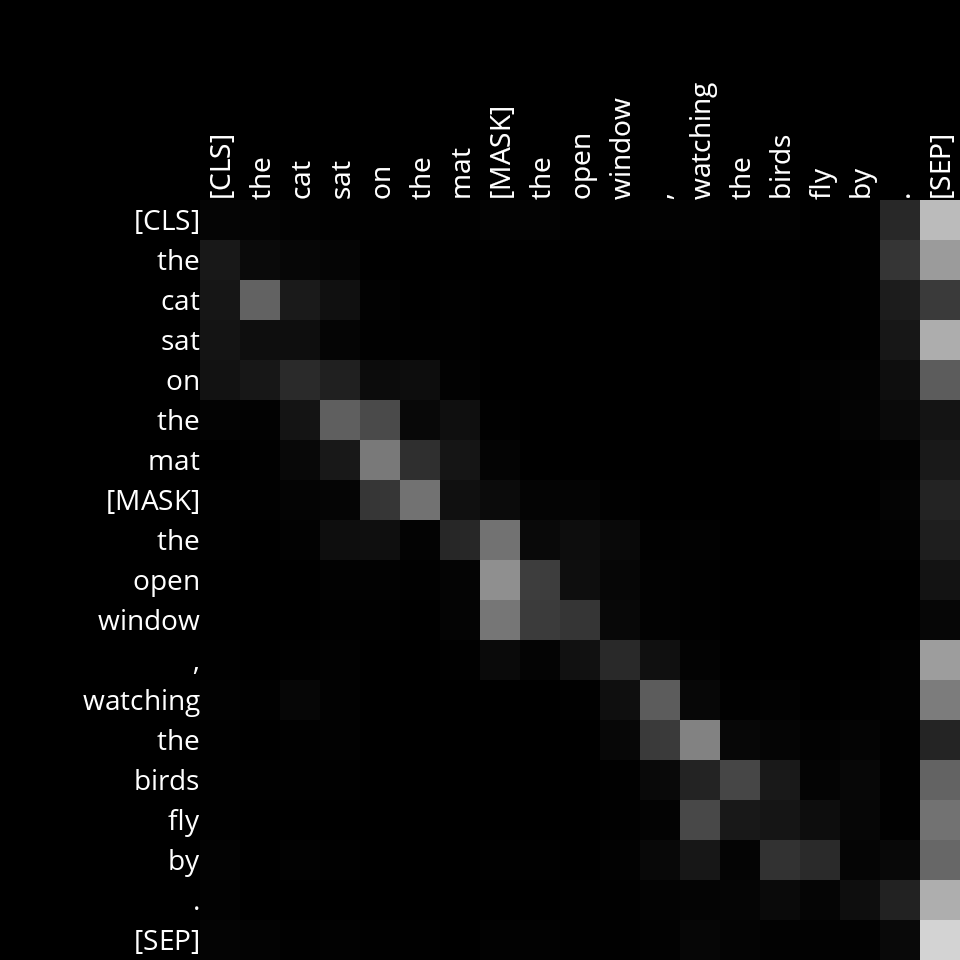 [CLS]
the
cat
sat
on
the
mat
[MASK]
the
open
window
,
watching
the
birds
fly
by
.
[SEP]
[CLS]
the
cat
sat
on
the
mat
[MASK]
the
open
window
,
watching
the
birds
fly
by
.
[SEP]